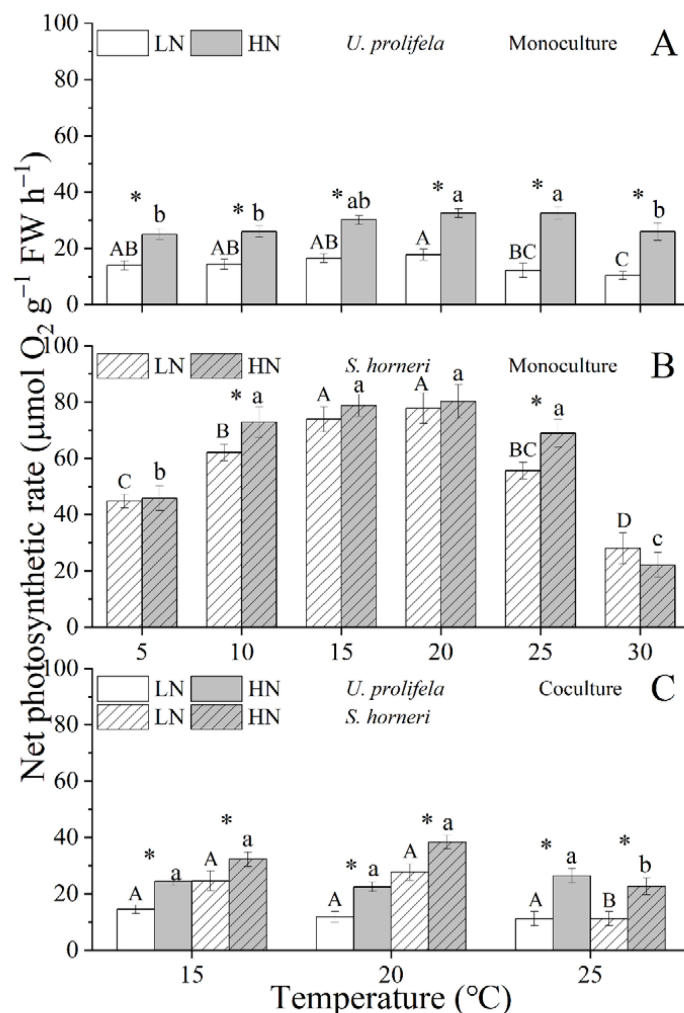 Net photosynthetic rate (μmol O₂ g⁻¹ FW h⁻¹)
100 LN HN U. prolifela Monoculture A
80
60
40
20
0
* * * * * *
b b ab a a b
AB AB AB A BC C
100 LN HN S. horneri Monoculture B
80
60
40
20
0
* *
C b B a A a A a BC a D c
5 10 15 20 25 30
100 LN HN U. prolifela Coculture C
LN HN S. horneri
80
60
40
20
0
* * * * * *
A a A a A a A a A a B b
15 20 25
Temperature (℃)